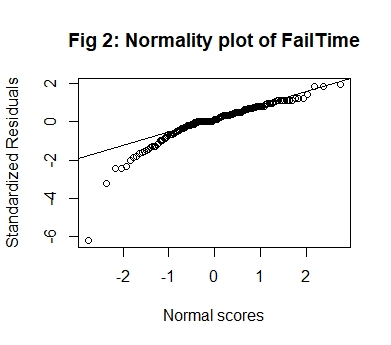 Fig 2: Normality plot of FailTime
Standardized Residuals
2
0
-2
-4
-6
-2 -1 0 1 2
Normal scores